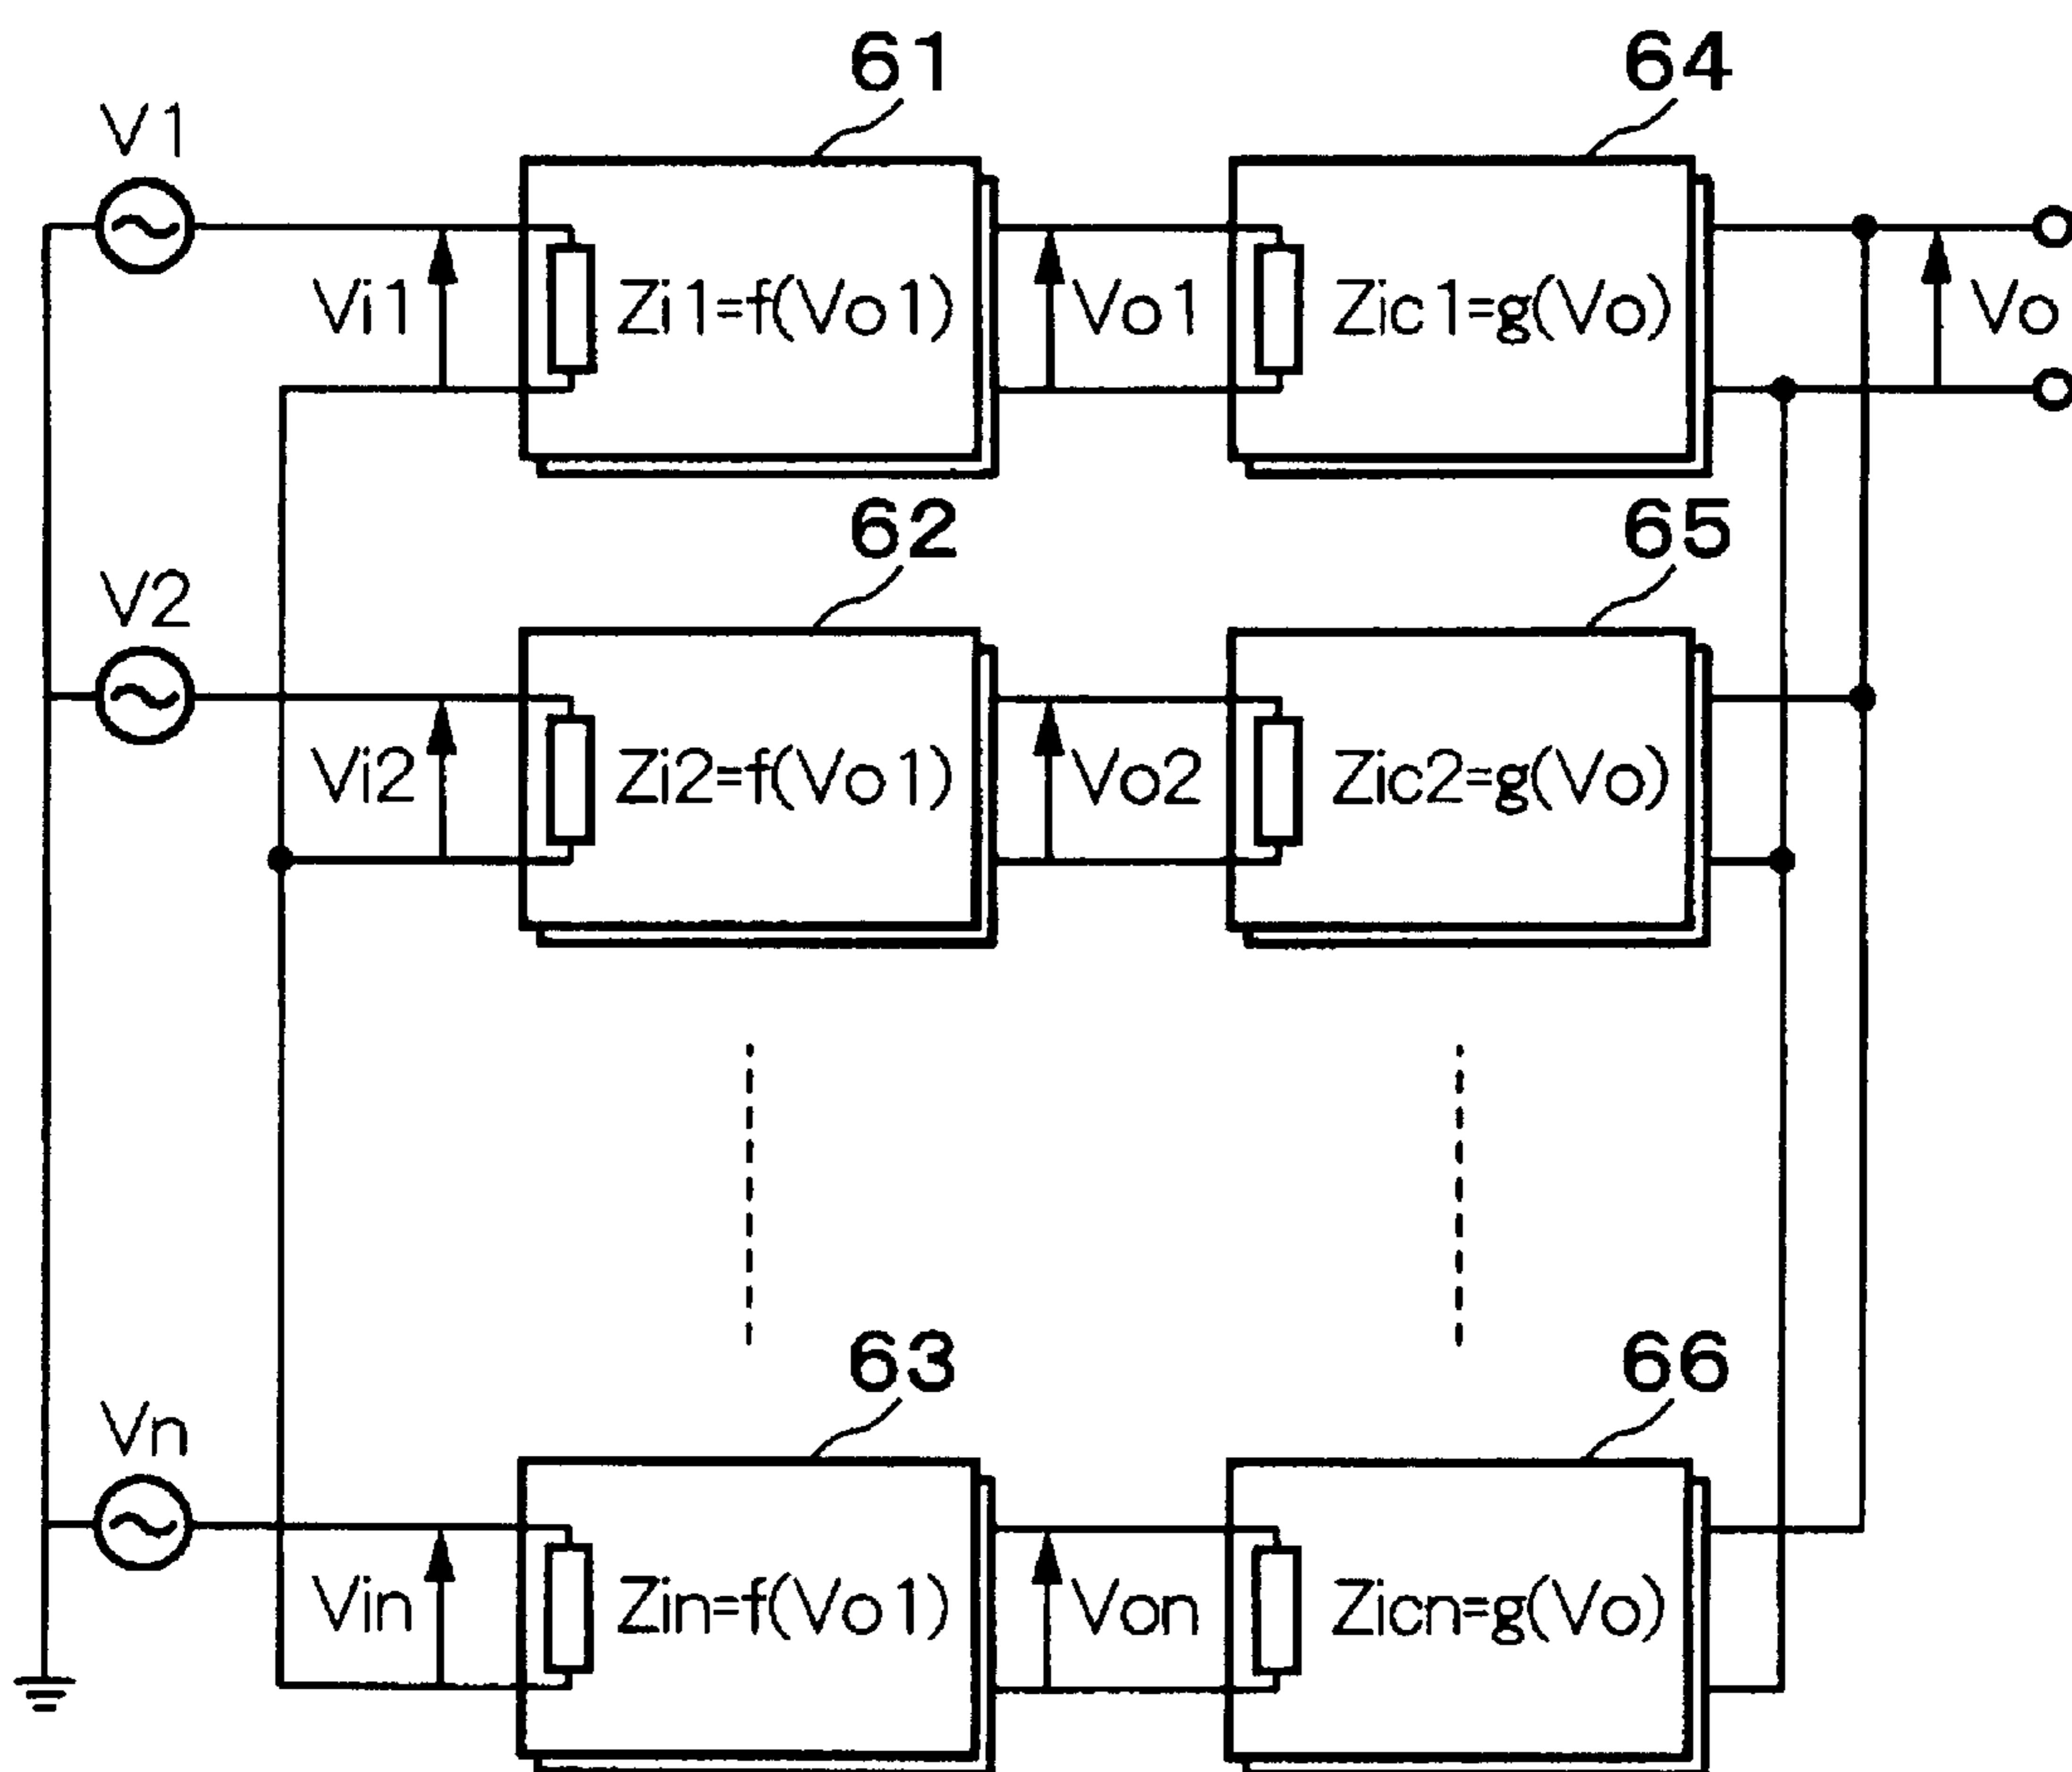 61 64
V1
Vi1 Zi1=f(Vo1) Vo1 Zic1=g(Vo) Vo
62 65
V2
Vi2 Zi2=f(Vo1) Vo2 Zic2=g(Vo)
63 66
Vn
Vin Zin=f(Vo1) Von Zicn=g(Vo)